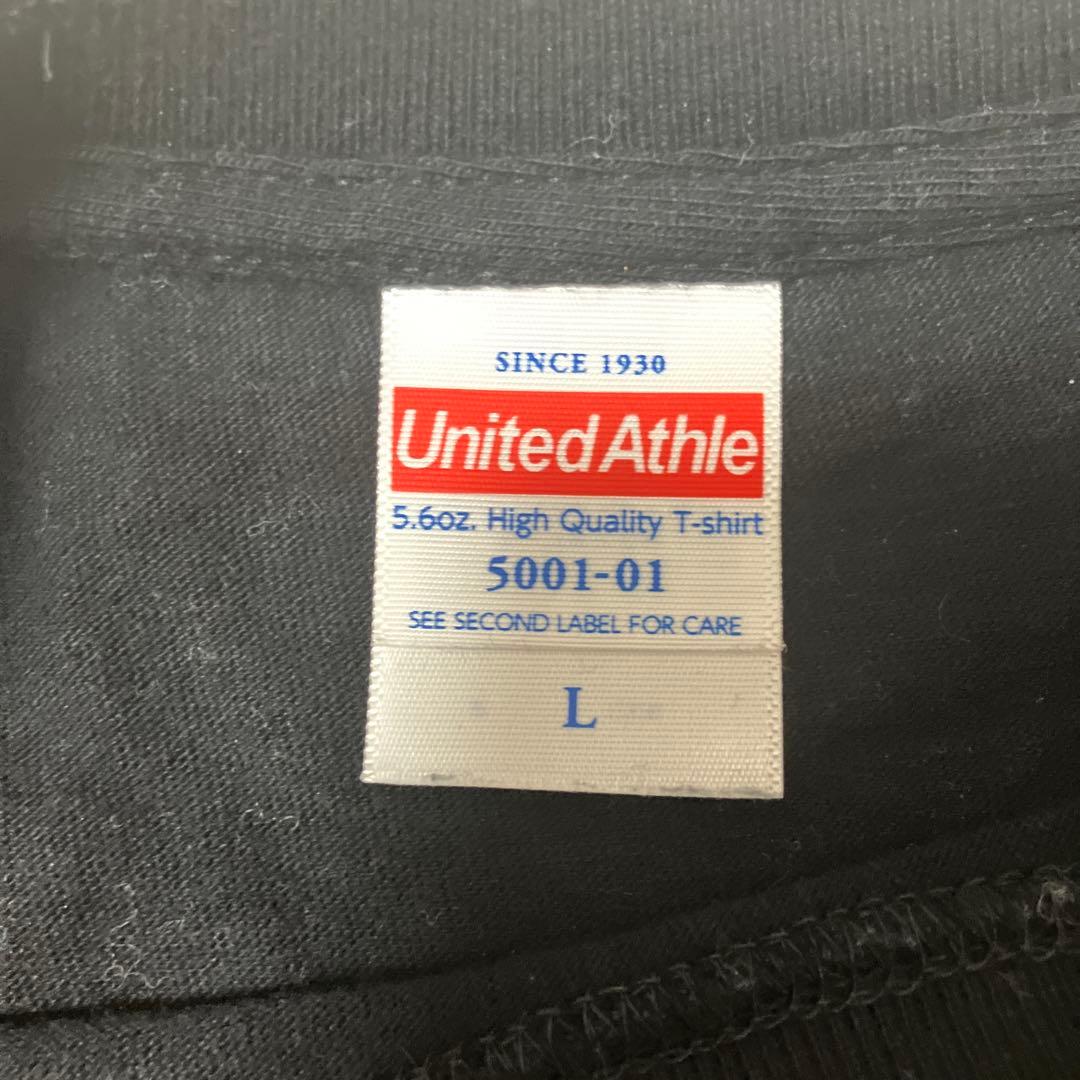 SINCE 1930
United Athle
5.6oz. High Quality T-shirt
5001-01
SEE SECOND LABEL FOR CARE
L